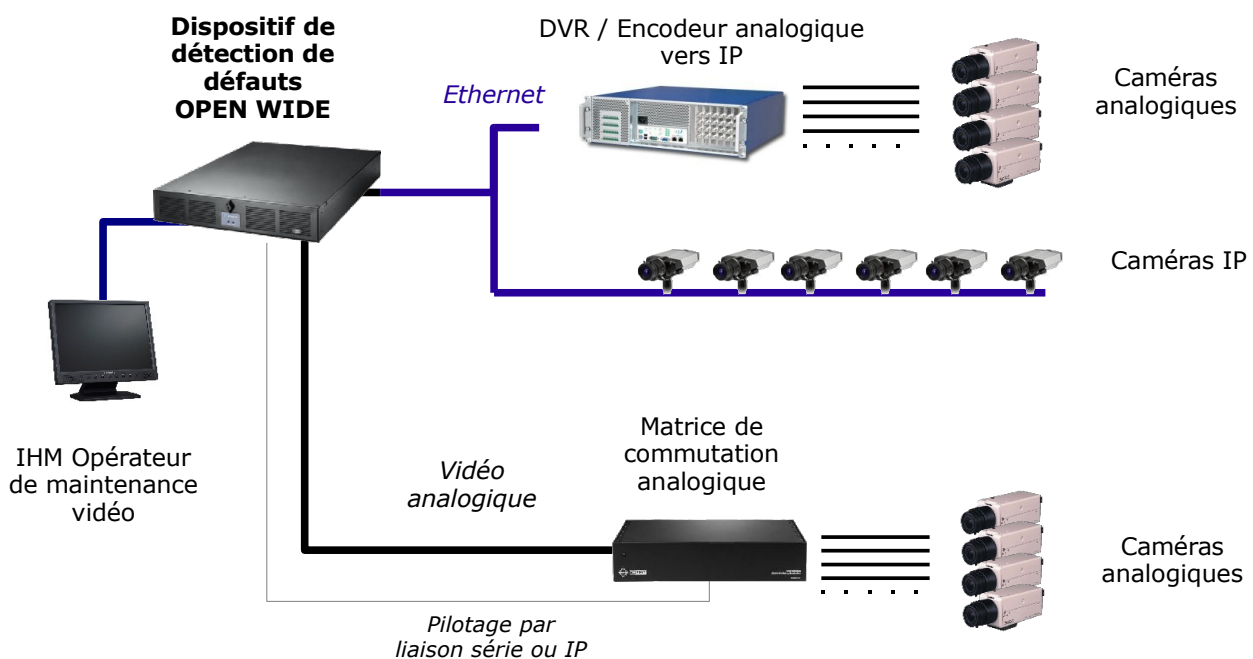 Dispositif de
détection de
défauts
OPEN WIDE
DVR / Encodeur analogique
vers IP
Ethernet
Caméras
analogiques
Caméras IP
IHM Opérateur
de maintenance
vidéo
Vidéo
analogique
Matrice de
commutation
analogique
Caméras
analogiques
Pilotage par
liaison série ou IP